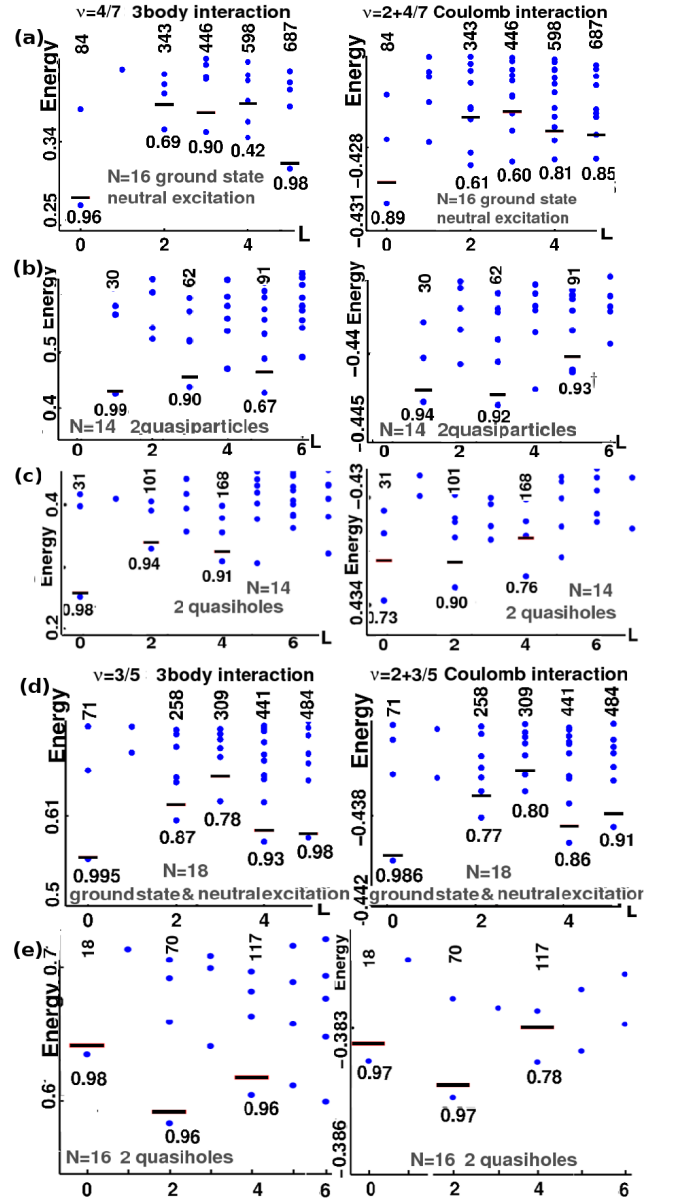 ν=4/7 3body interaction
ν=2+4/7 Coulomb interaction
(a)
Energy
84
343
446
598
687
0.34
0.25
0.69
0.90
0.42
0.98
0.96
N=16 ground state
neutral excitation
0 2 4 L
Energy
84
343
446
598
687
−0.428
−0.431
0.61
0.60
0.81
0.85
0.89
N=16 ground state
neutral excitation
0 2 4 L
(b)
Energy
30
62
91
0.5
0.4
0.99
0.90
0.67
N=14 2quasiparticles
0 2 4 6 L
Energy
30
62
91
−0.44
−0.445
0.94
0.92
0.93†
N=14 2quasiparticles
0 2 4 6 L
(c)
Energy
31
101
168
0.4
0.2
0.98
0.94
0.91
N=14
2 quasiholes
0 2 4 6 L
Energy
31
101
168
−0.43
0.434
0.73
0.90
0.76
N=14
2 quasiholes
0 2 4 6 L
ν=3/5 3body interaction
ν=2+3/5 Coulomb interaction
(d)
Energy
71
258
309
441
484
0.61
0.5
0.995
0.87
0.78
0.93
0.98
N=18
ground state & neutral excitation
0 2 4 L
Energy
71
258
309
441
484
−0.438
−0.442
0.986
0.77
0.80
0.86
0.91
N=18
ground state & neutral excitation
0 2 4 L
(e)
Energy
18
70
117
0.7
0.6
0.98
0.96
0.96
N=16 2 quasiholes
0 2 4 6
Energy
18
70
117
−0.383
−0.386
0.97
0.97
0.78
N=16 2 quasiholes
0 2 4 6